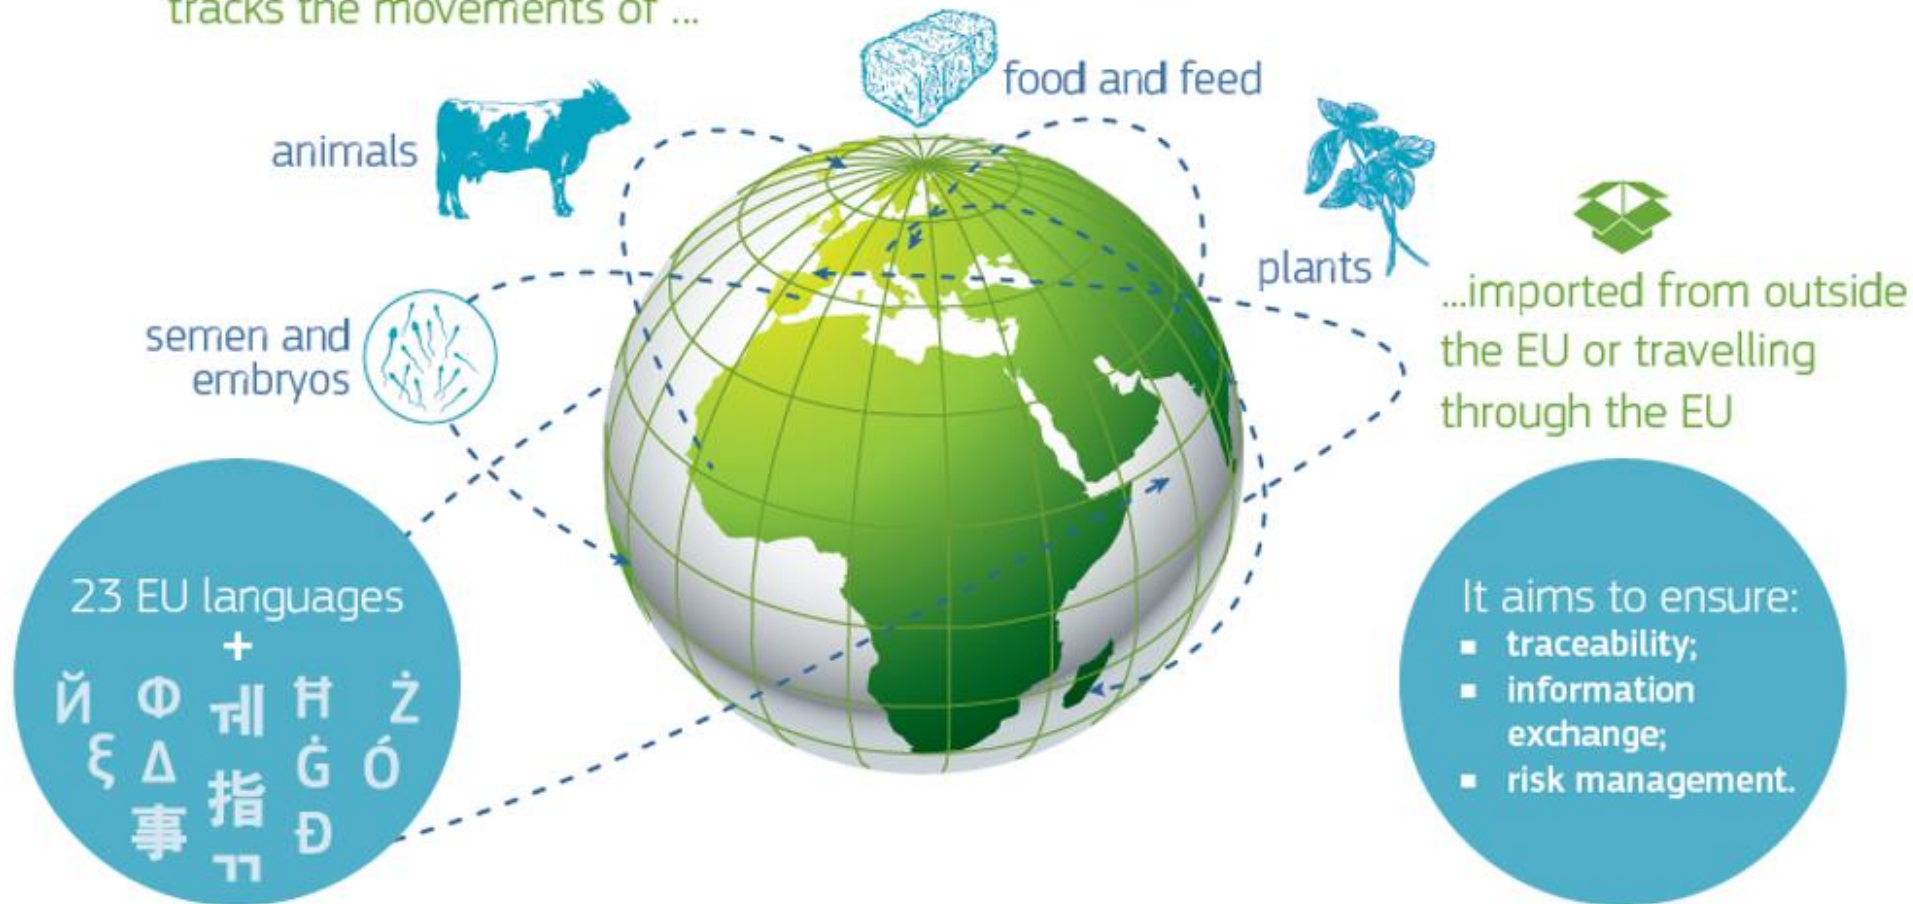 tracks the movements of ...
food and feed
animals
plants
semen and
embryos
...imported from outside
the EU or travelling
through the EU
23 EU languages
+
Й Ф 게 Ħ Ż
ξ Δ 指 Ġ Ó
事 ㄲ Đ
It aims to ensure:
▪ traceability;
▪ information
exchange;
▪ risk management.